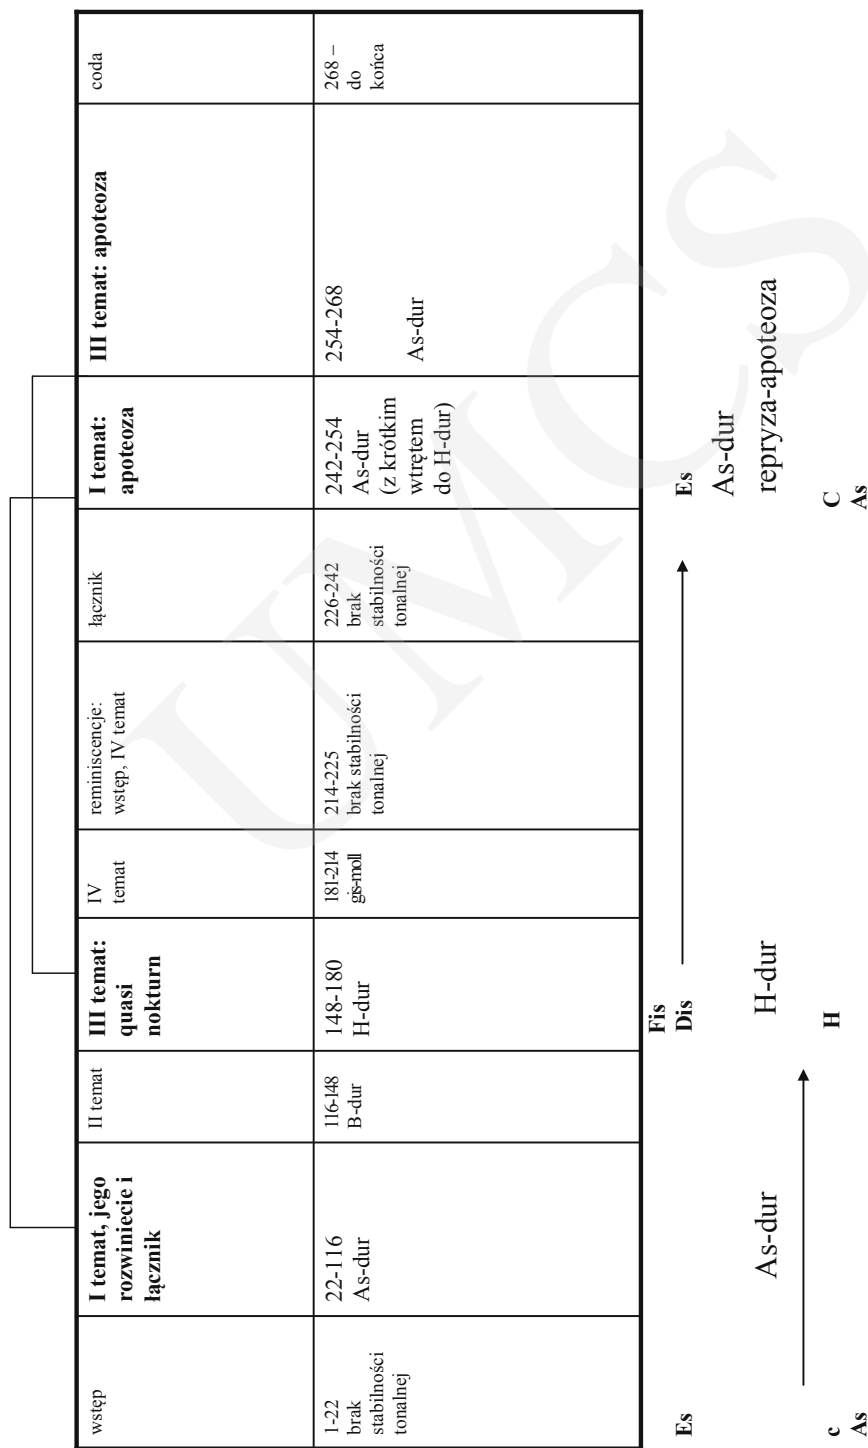 wstęp
I temat, jego
rozwiniecie i
łącznik
II temat
III temat:
quasi
nokturn
IV
temat
reminiscencje:
wstęp, IV temat
łącznik
I temat:
apoteoza
III temat: apoteoza
coda
1-22
brak
stabilności
tonalnej
22-116
As-dur
116-148
B-dur
148-180
H-dur
181-214
gis-moll
214-225
brak stabilności
tonalnej
226-242
brak
stabilności
tonalnej
242-254
As-dur
(z krótkim
wtrętem
do H-dur)
254-268
As-dur
268 –
do
końca
Fis
Es
Dis
Es
As-dur
H-dur
As-dur
repryza-apoteoza
c
H
C
As
As
UMCS